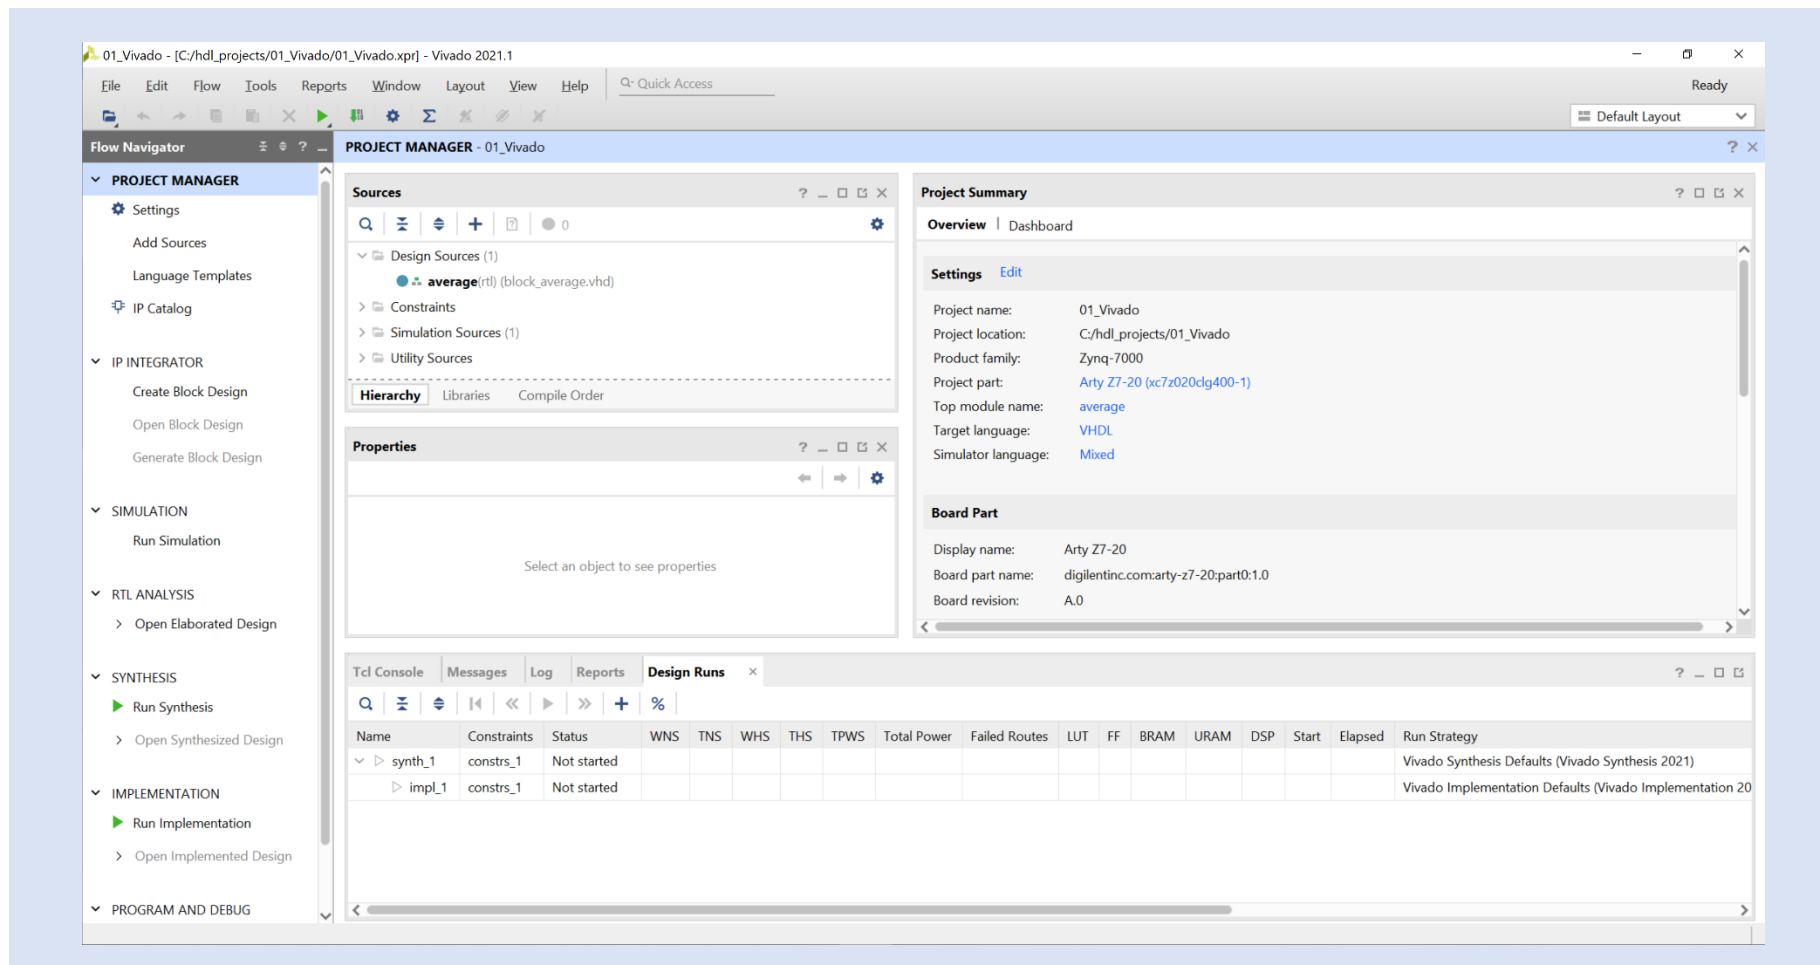 01_Vivado - [C:/hdl_projects/01_Vivado/01_Vivado.xpr] - Vivado 2021.1
File Edit Flow Tools Reports Window Layout View Help Quick Access Ready
Default Layout
Flow Navigator
PROJECT MANAGER
Settings
Add Sources
Language Templates
IP Catalog
IP INTEGRATOR
Create Block Design
Open Block Design
Generate Block Design
SIMULATION
Run Simulation
RTL ANALYSIS
Open Elaborated Design
SYNTHESIS
Run Synthesis
Open Synthesized Design
IMPLEMENTATION
Run Implementation
Open Implemented Design
PROGRAM AND DEBUG
PROJECT MANAGER - 01_Vivado
Sources
0
Design Sources (1)
average(rtl) (block_average.vhd)
Constraints
Simulation Sources (1)
Utility Sources
Hierarchy Libraries Compile Order
Properties
Select an object to see properties
Project Summary
Overview Dashboard
Settings Edit
Project name: 01_Vivado
Project location: C:/hdl_projects/01_Vivado
Product family: Zynq-7000
Project part: Arty Z7-20 (xc7z020clg400-1)
Top module name: average
Target language: VHDL
Simulator language: Mixed
Board Part
Display name: Arty Z7-20
Board part name: digilentinc.com:arty-z7-20:part0:1.0
Board revision: A.0
Tcl Console Messages Log Reports Design Runs
Name Constraints Status WNS TNS WHS THS TPWS Total Power Failed Routes LUT FF BRAM URAM DSP Start Elapsed Run Strategy
synth_1 constrs_1 Not started Vivado Synthesis Defaults (Vivado Synthesis 2021)
impl_1 constrs_1 Not started Vivado Implementation Defaults (Vivado Implementation 20